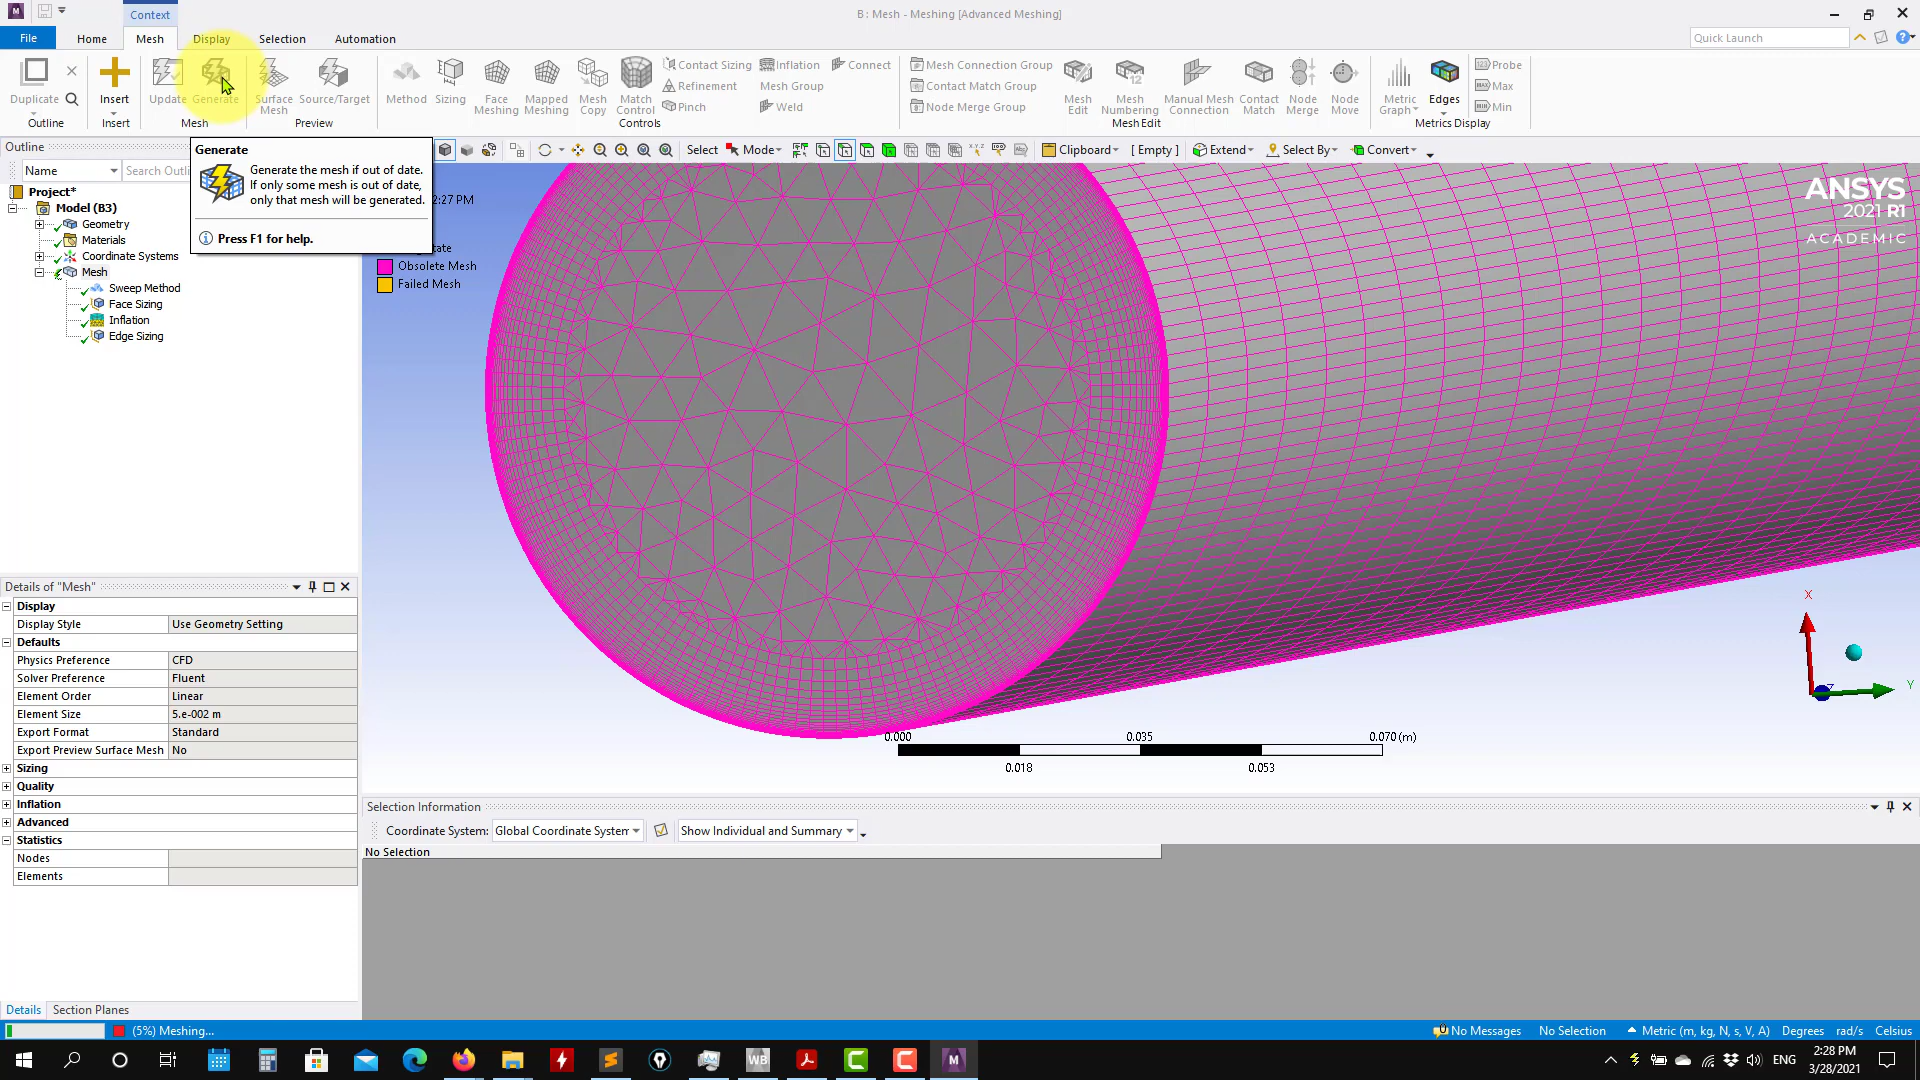 Context
B: Mesh - Meshing [Advanced Meshing]
File
Home
Mesh
Display
Selection
Automation
Quick Launch
Duplicate
Outline
Insert
Insert
Update
Generate
Mesh
Surface
Mesh
Source/Target
Preview
Method
Sizing
Face
Meshing
Mapped
Meshing
Mesh
Copy
Match
Control
Contact Sizing
Refinement
Pinch
Inflation
Mesh Group
Weld
Connect
Controls
Mesh Connection Group
Contact Match Group
Node Merge Group
Mesh
Edit
Mesh
Numbering
Manual Mesh
Connection
Contact
Match
Node
Merge
Node
Move
Mesh Edit
Metric
Graph
Edges
Probe
Max
Min
Metrics Display
Outline
Name
Search Outli
Select
Mode
Clipboard
[ Empty ]
Extend
Select By
Convert
Generate
Generate the mesh if out of date.
If only some mesh is out of date,
only that mesh will be generated.
Press F1 for help.
Project*
Model (B3)
Geometry
Materials
Coordinate Systems
Mesh
Sweep Method
Face Sizing
Inflation
Edge Sizing
2:27 PM
Obsolete Mesh
Failed Mesh
ANSYS
2021 R1
ACADEMIC
Details of "Mesh"
Display
Display Style Use Geometry Setting
Defaults
Physics Preference CFD
Solver Preference Fluent
Element Order Linear
Element Size 5.e-002 m
Export Format Standard
Export Preview Surface Mesh No
Sizing
Quality
Inflation
Advanced
Statistics
Nodes
Elements
X
Y
Z
0.000 0.035 0.070 (m)
0.018 0.053
Selection Information
Coordinate System: Global Coordinate System
Show Individual and Summary
No Selection
Details
Section Planes
(5%) Meshing...
No Messages
No Selection
Metric (m, kg, N, s, V, A)
Degrees
rad/s
Celsius
WB
M
ENG
2:28 PM
3/28/2021